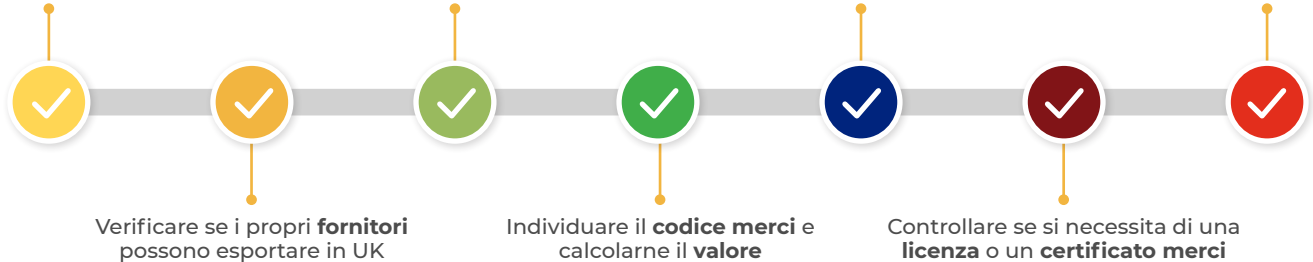 Verificare se i propri fornitori
possono esportare in UK
Individuare il codice merci e
calcolarne il valore
Controllare se si necessita di una
licenza o un certificato merci